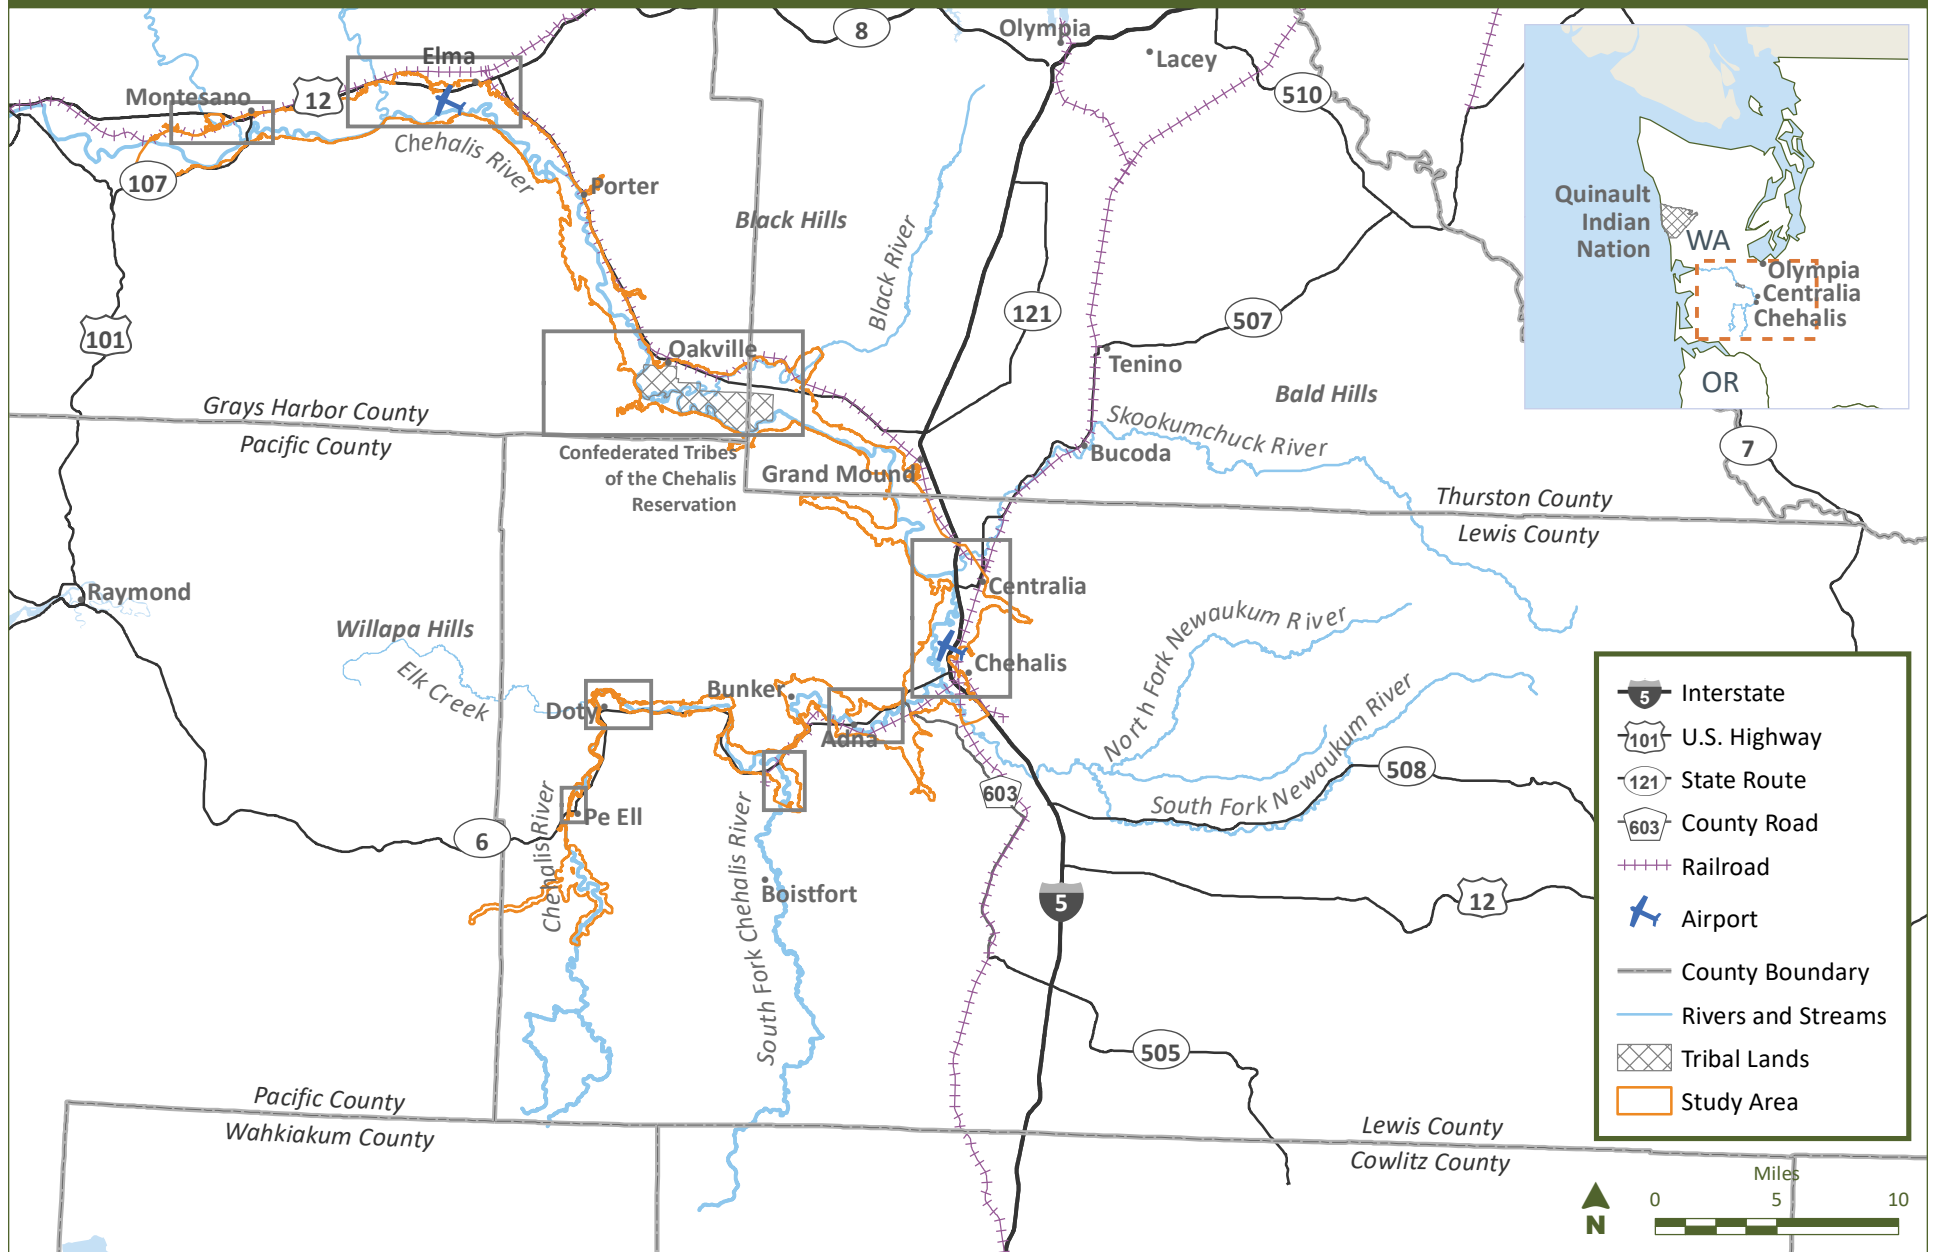 8
Olympia
Lacey
Elma
Montesano
12
510
Chehalis River
107
Porter
Black Hills
Black River
Quinault
Indian
Nation
WA
Olympia
Centralia
Chehalis
OR
101
121
507
Oakville
Tenino
Bald Hills
Grays Harbor County
Pacific County
Skookumchuck River
Bucoda
7
Confederated Tribes
of the Chehalis
Reservation
Grand Mound
Thurston County
Lewis County
Raymond
Centralia
Willapa Hills
Elk Creek
North Fork Newaukum River
Chehalis
Bunker
Doty
Adna
South Fork Newaukum River
508
603
Chehalis River
Pe Ell
6
South Fork Chehalis River
Boistfort
5
12
505
Pacific County
Wahkiakum County
Lewis County
Cowlitz County
5
Interstate
101
U.S. Highway
121
State Route
603
County Road
Railroad
Airport
County Boundary
Rivers and Streams
Tribal Lands
Study Area
N
Miles
0 5 10